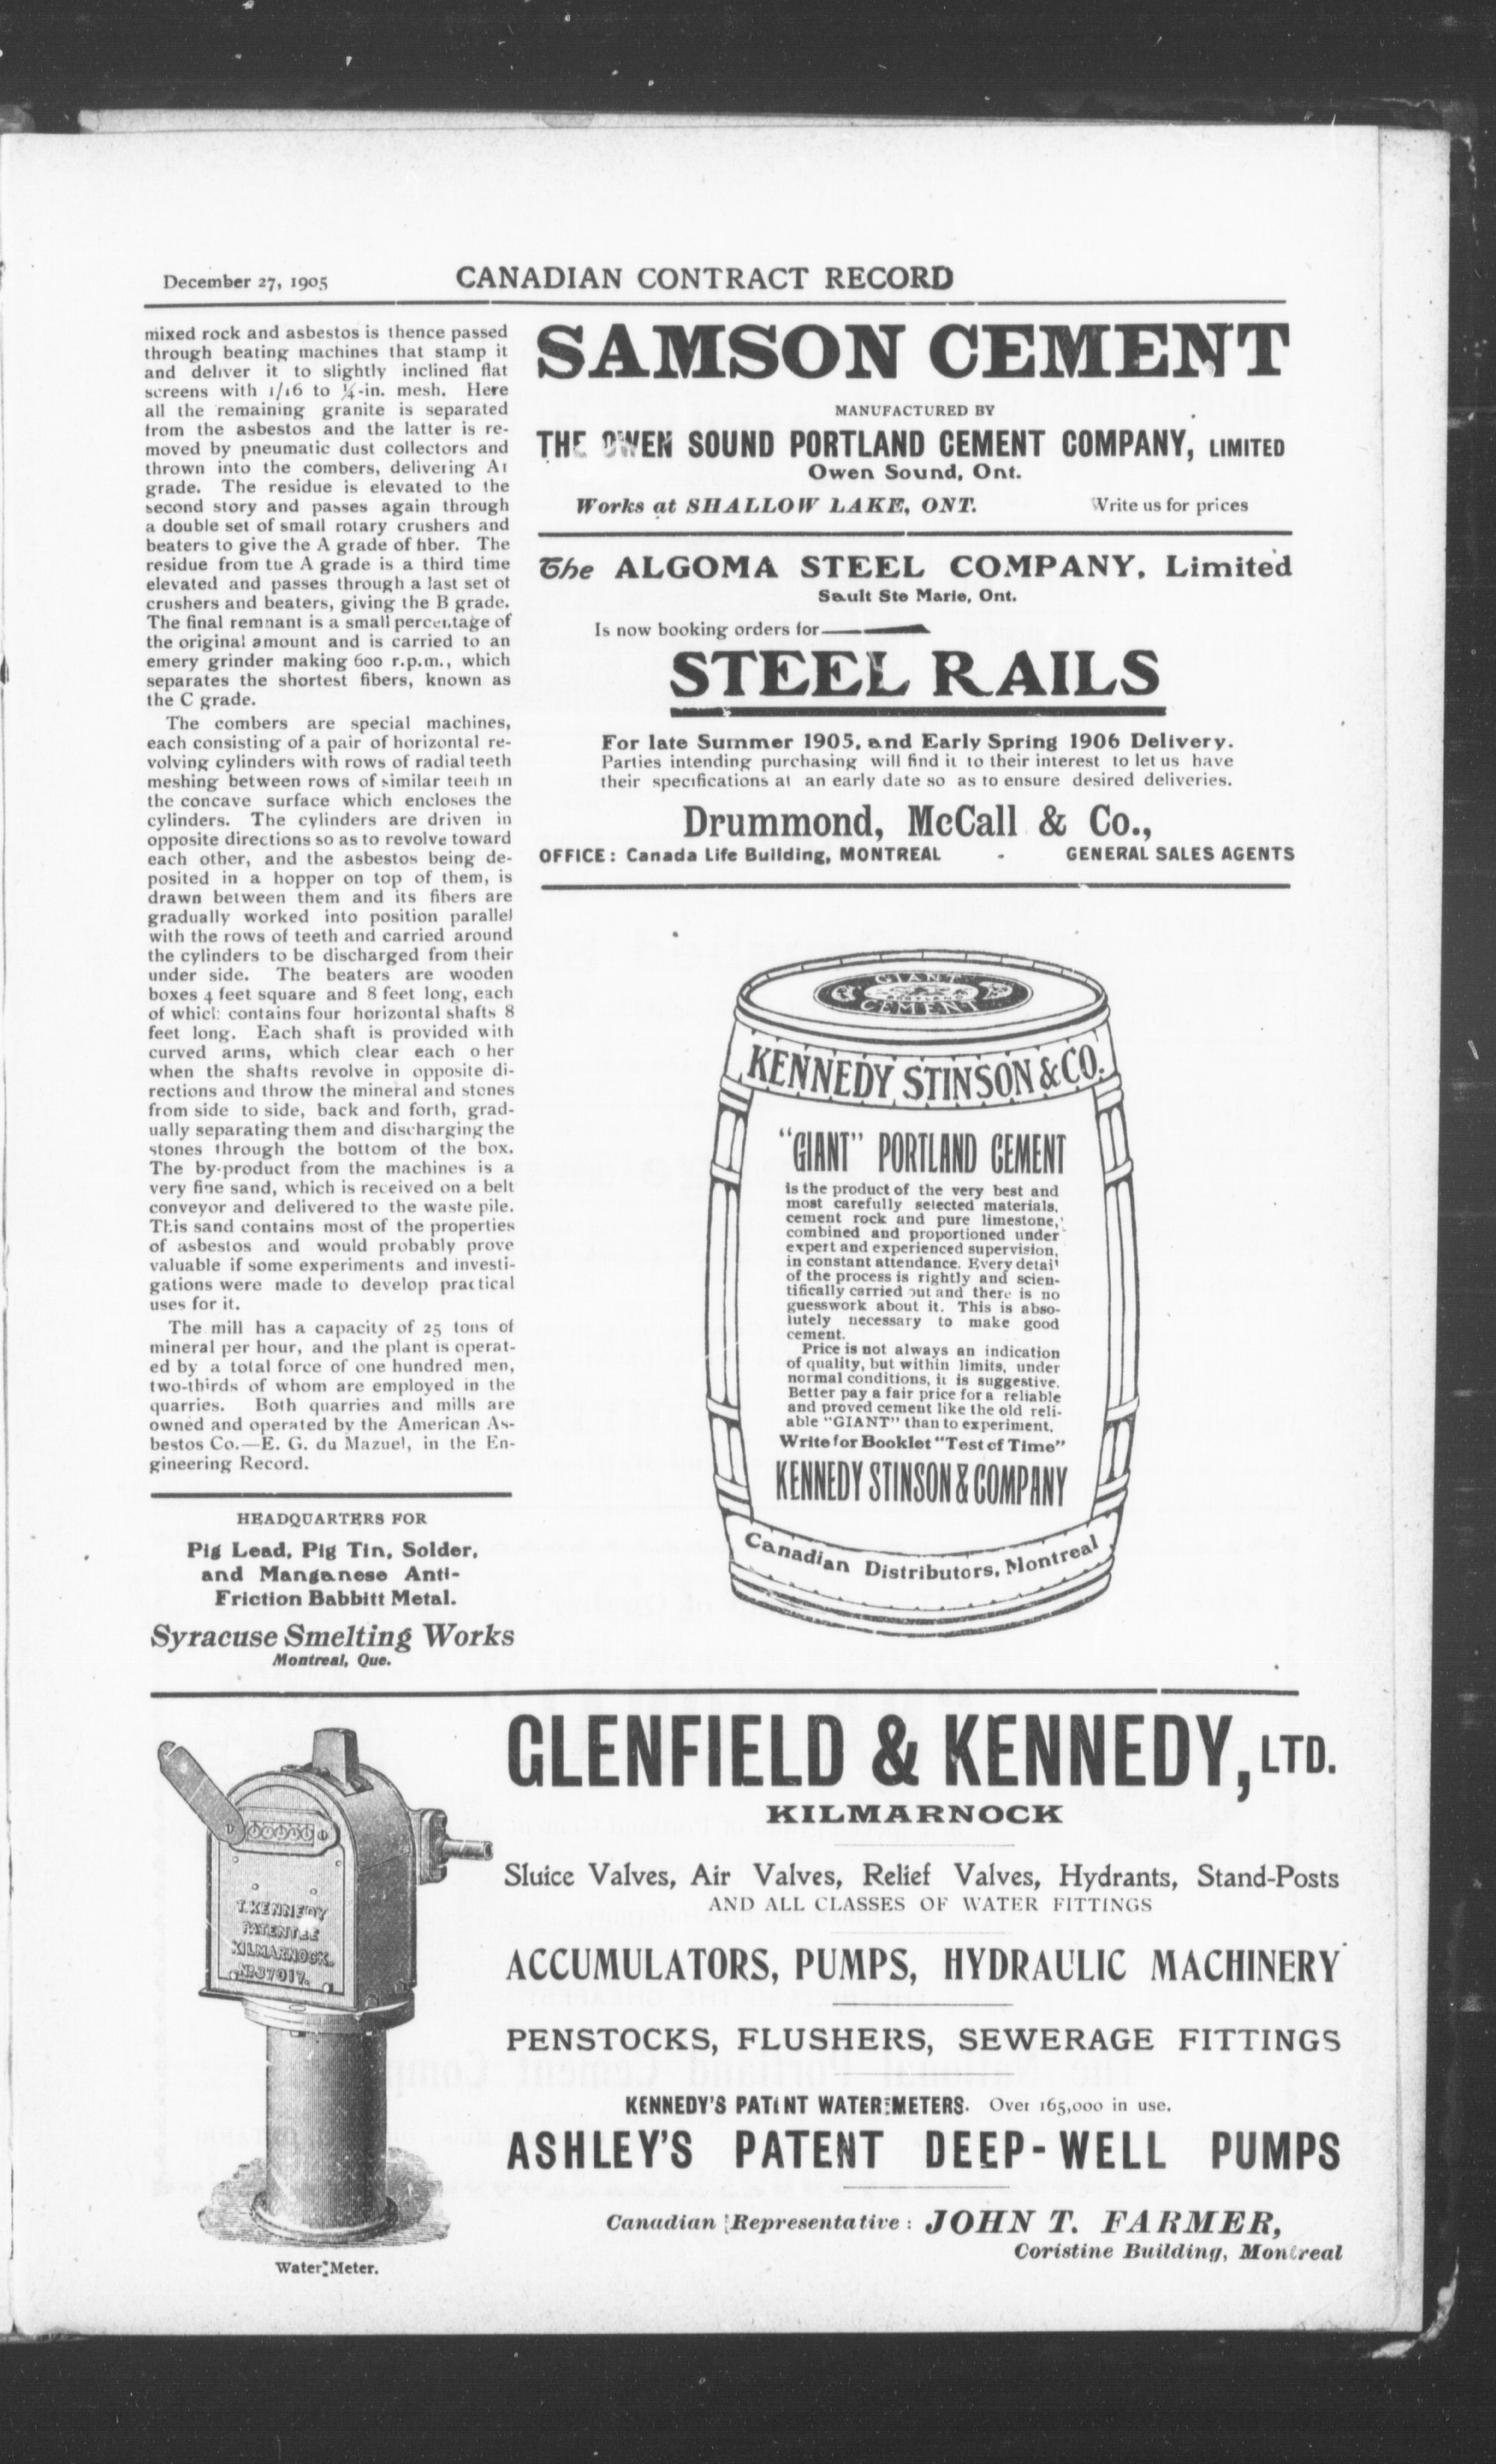 December 27, 1905
CANADIAN CONTRACT RECORD
mixed rock and asbestos is thence passed
through beating machines that stamp it
and deliver it to slightly inclined flat
screens with 1/16 to ¼-in. mesh. Here
all the remaining granite is separated
from the asbestos and the latter is re-
moved by pneumatic dust collectors and
thrown into the combers, delivering A1
grade. The residue is elevated to the
second story and passes again through
a double set of small rotary crushers and
beaters to give the A grade of fiber. The
residue from tue A grade is a third time
elevated and passes through a last set of
crushers and beaters, giving the B grade.
The final remnant is a small percentage of
the original amount and is carried to an
emery grinder making 600 r.p.m., which
separates the shortest fibers, known as
the C grade.
The combers are special machines,
each consisting of a pair of horizontal re-
volving cylinders with rows of radial teeth
meshing between rows of similar teeth in
the concave surface which encloses the
cylinders. The cylinders are driven in
opposite directions so as to revolve toward
each other, and the asbestos being de-
posited in a hopper on top of them, is
drawn between them and its fibers are
gradually worked into position parallel
with the rows of teeth and carried around
the cylinders to be discharged from their
under side. The beaters are wooden
boxes 4 feet square and 8 feet long, each
of which contains four horizontal shafts 8
feet long. Each shaft is provided with
curved arms, which clear each o her
when the shafts revolve in opposite di-
rections and throw the mineral and stones
from side to side, back and forth, grad-
ually separating them and discharging the
stones through the bottom of the box.
The by-product from the machines is a
very fine sand, which is received on a belt
conveyor and delivered to the waste pile.
This sand contains most of the properties
of asbestos and would probably prove
valuable if some experiments and investi-
gations were made to develop practical
uses for it.
The mill has a capacity of 25 tons of
mineral per hour, and the plant is operat-
ed by a total force of one hundred men,
two-thirds of whom are employed in the
quarries. Both quarries and mills are
owned and operated by the American As-
bestos Co.—E. G. du Mazuel, in the En-
gineering Record.
HEADQUARTERS FOR
Pig Lead, Pig Tin, Solder,
and Manganese Anti-
Friction Babbitt Metal.
Syracuse Smelting Works
Montreal, Que.
SAMSON CEMENT
MANUFACTURED BY
THE OWEN SOUND PORTLAND CEMENT COMPANY, LIMITED
Owen Sound, Ont.
Works at SHALLOW LAKE, ONT. Write us for prices
The ALGOMA STEEL COMPANY, Limited
Sault Ste Marie, Ont.
Is now booking orders for
STEEL RAILS
For late Summer 1905, and Early Spring 1906 Delivery.
Parties intending purchasing will find it to their interest to let us have
their specifications at an early date so as to ensure desired deliveries.
Drummond, McCall & Co.,
OFFICE: Canada Life Building, MONTREAL - GENERAL SALES AGENTS
GIANT
PORTLAND
CEMENT
KENNEDY STINSON & CO.
"GIANT" PORTLAND CEMENT
is the product of the very best and
most carefully selected materials,
cement rock and pure limestone,
combined and proportioned under
expert and experienced supervision,
in constant attendance. Every detail
of the process is rightly and scien-
tifically carried out and there is no
guesswork about it. This is abso-
lutely necessary to make good
cement.
Price is not always an indication
of quality, but within limits, under
normal conditions, it is suggestive.
Better pay a fair price for a reliable
and proved cement like the old reli-
able "GIANT" than to experiment.
Write for Booklet "Test of Time"
KENNEDY STINSON & COMPANY
Canadian Distributors, Montreal
GLENFIELD & KENNEDY, LTD.
KILMARNOCK
Sluice Valves, Air Valves, Relief Valves, Hydrants, Stand-Posts
AND ALL CLASSES OF WATER FITTINGS
ACCUMULATORS, PUMPS, HYDRAULIC MACHINERY
PENSTOCKS, FLUSHERS, SEWERAGE FITTINGS
KENNEDY'S PATENT WATER METERS. Over 165,000 in use.
ASHLEY'S PATENT DEEP-WELL PUMPS
Canadian Representative: JOHN T. FARMER,
Coristine Building, Montreal
T. KENNEDY
PATENTEE
KILMARNOCK.
No 37017.
Water Meter.